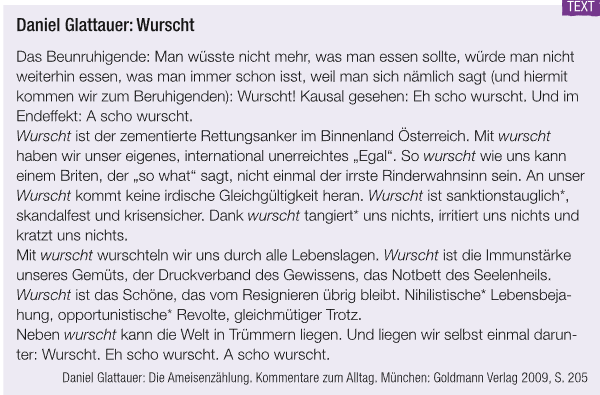 TEXT
Daniel Glattauer: Wurscht
Das Beunruhigende: Man wüsste nicht mehr, was man essen sollte, würde man nicht
weiterhin essen, was man immer schon isst, weil man sich nämlich sagt (und hiermit
kommen wir zum Beruhigenden): Wurscht! Kausal gesehen: Eh scho wurscht. Und im
Endeffekt: A scho wurscht.
Wurscht ist der zementierte Rettungsanker im Binnenland Österreich. Mit wurscht
haben wir unser eigenes, international unerreichtes „Egal“. So wurscht wie uns kann
einem Briten, der „so what“ sagt, nicht einmal der irrste Rinderwahnsinn sein. An unser
Wurscht kommt keine irdische Gleichgültigkeit heran. Wurscht ist sanktionstauglich*,
skandalfest und krisensicher. Dank wurscht tangiert* uns nichts, irritiert uns nichts und
kratzt uns nichts.
Mit wurscht wurschteln wir uns durch alle Lebenslagen. Wurscht ist die Immunstärke
unseres Gemüts, der Druckverband des Gewissens, das Notbett des Seelenheils.
Wurscht ist das Schöne, das vom Resignieren übrig bleibt. Nihilistische* Lebensbeja-
hung, opportunistische* Revolte, gleichmütiger Trotz.
Neben wurscht kann die Welt in Trümmern liegen. Und liegen wir selbst einmal darun-
ter: Wurscht. Eh scho wurscht. A scho wurscht.
Daniel Glattauer: Die Ameisenzählung. Kommentare zum Alltag. München: Goldmann Verlag 2009, S. 205